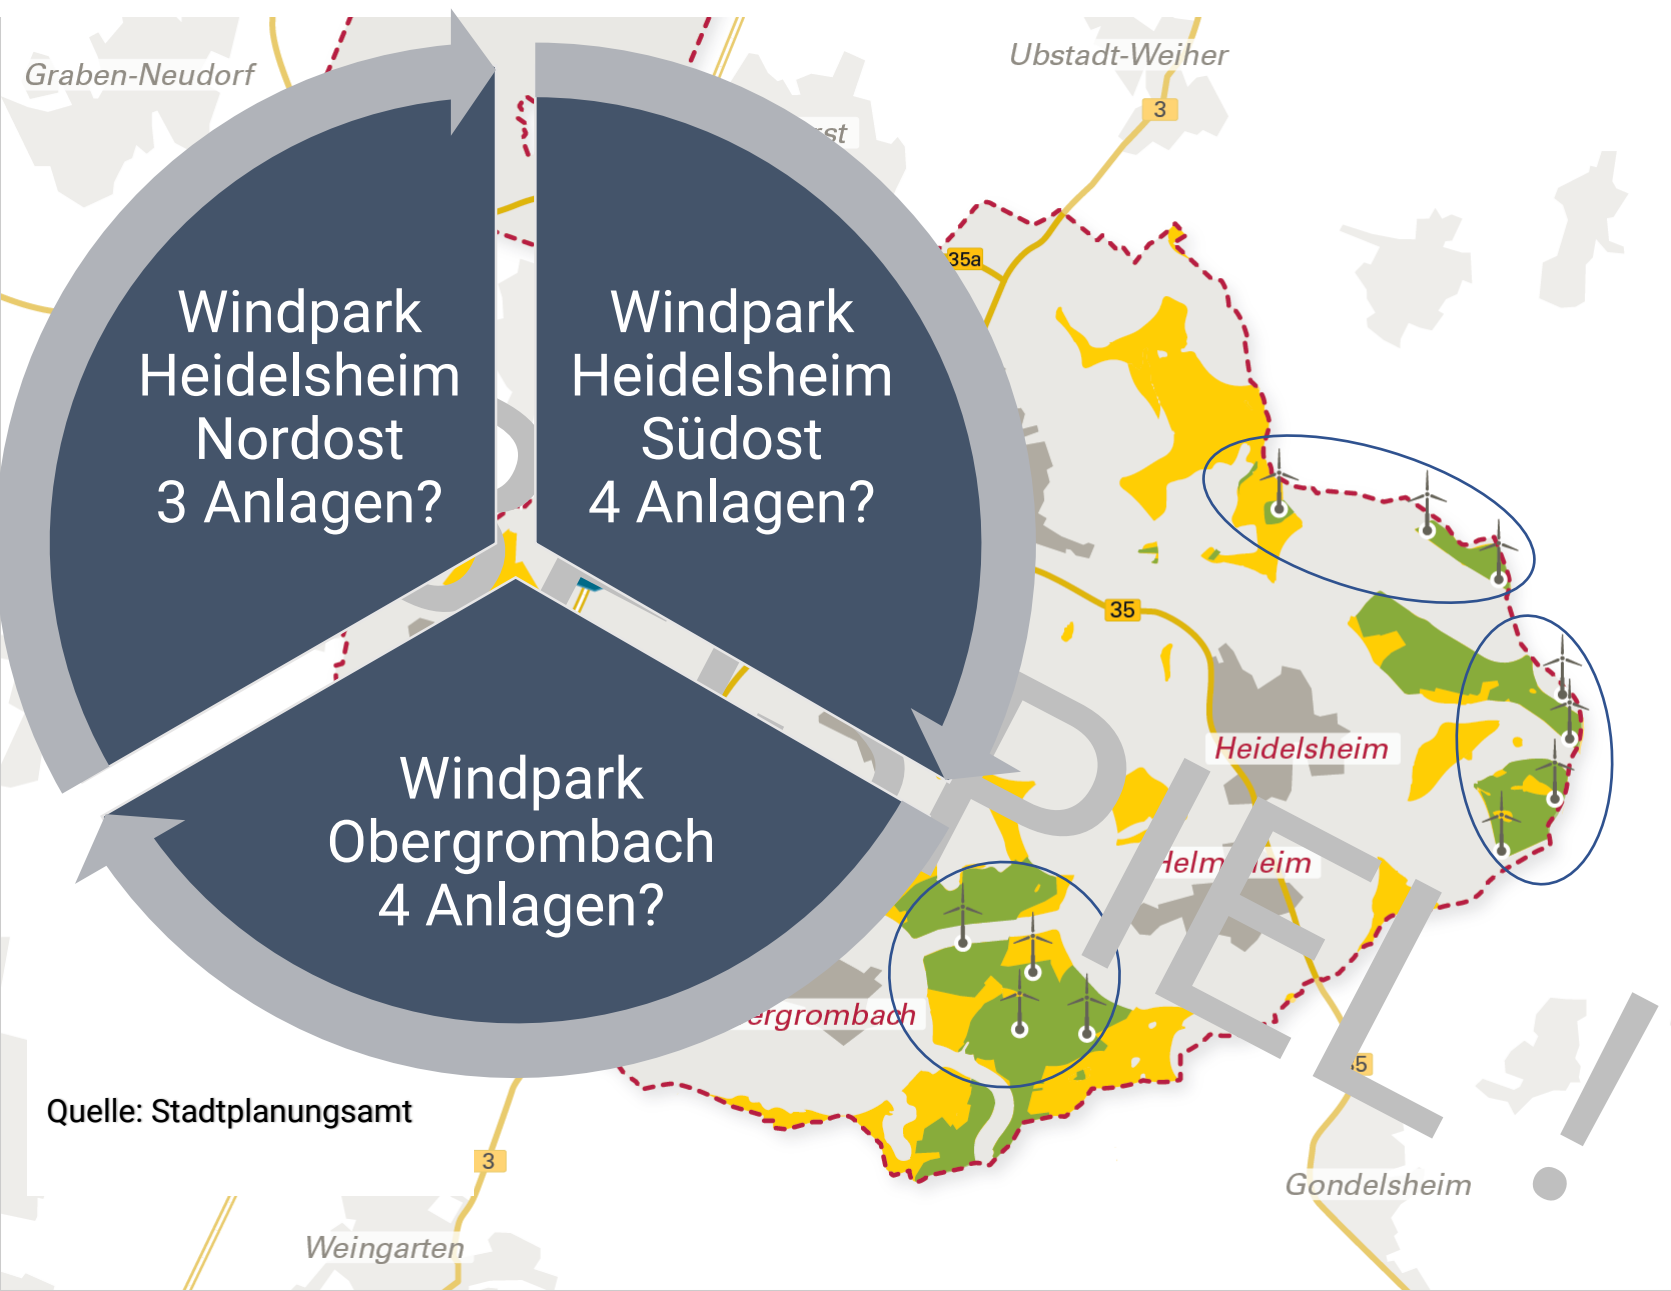 Graben-Neudorf
Ubstadt-Weiher
3
35a
Windpark
Heidelsheim
Nordost
3 Anlagen?
Windpark
Heidelsheim
Südost
4 Anlagen?
35
Heidelsheim
Windpark
Obergrombach
4 Anlagen?
PIEL!
Quelle: Stadtplanungsamt
3
Gondelsheim
Weingarten